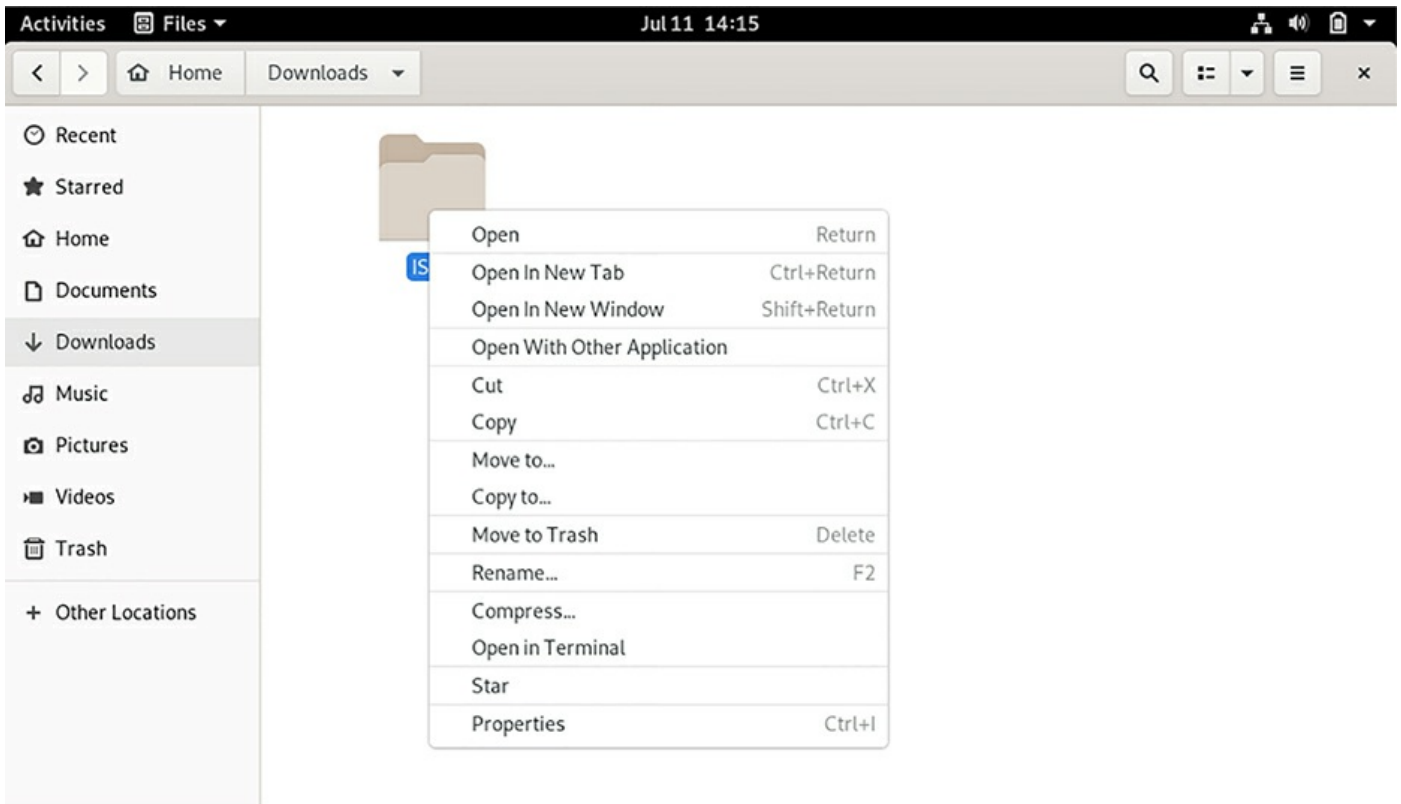 Activities Files Jul 11 14:15
Home Downloads
Recent
Starred
Home
Documents
Downloads
Music
Pictures
Videos
Trash
+ Other Locations
IS
Open Return
Open In New Tab Ctrl+Return
Open In New Window Shift+Return
Open With Other Application
Cut Ctrl+X
Copy Ctrl+C
Move to...
Copy to...
Move to Trash Delete
Rename... F2
Compress...
Open in Terminal
Star
Properties Ctrl+I